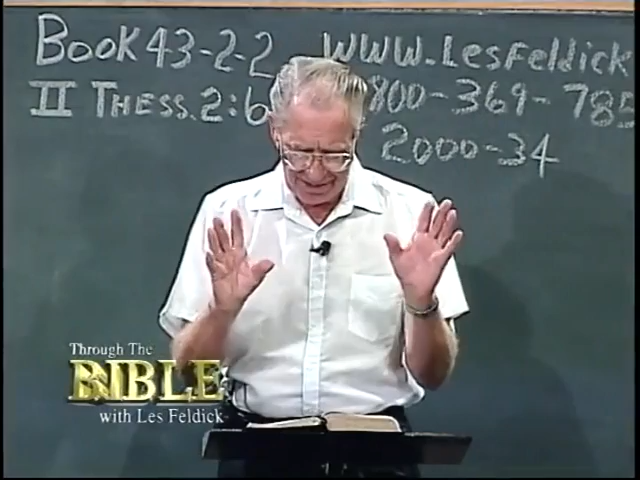 Book 43-2-2
WWW.LesFeldick
II THESS. 2:6
800-369-785
2000-34
Through The
BIBLE
with Les Feldick